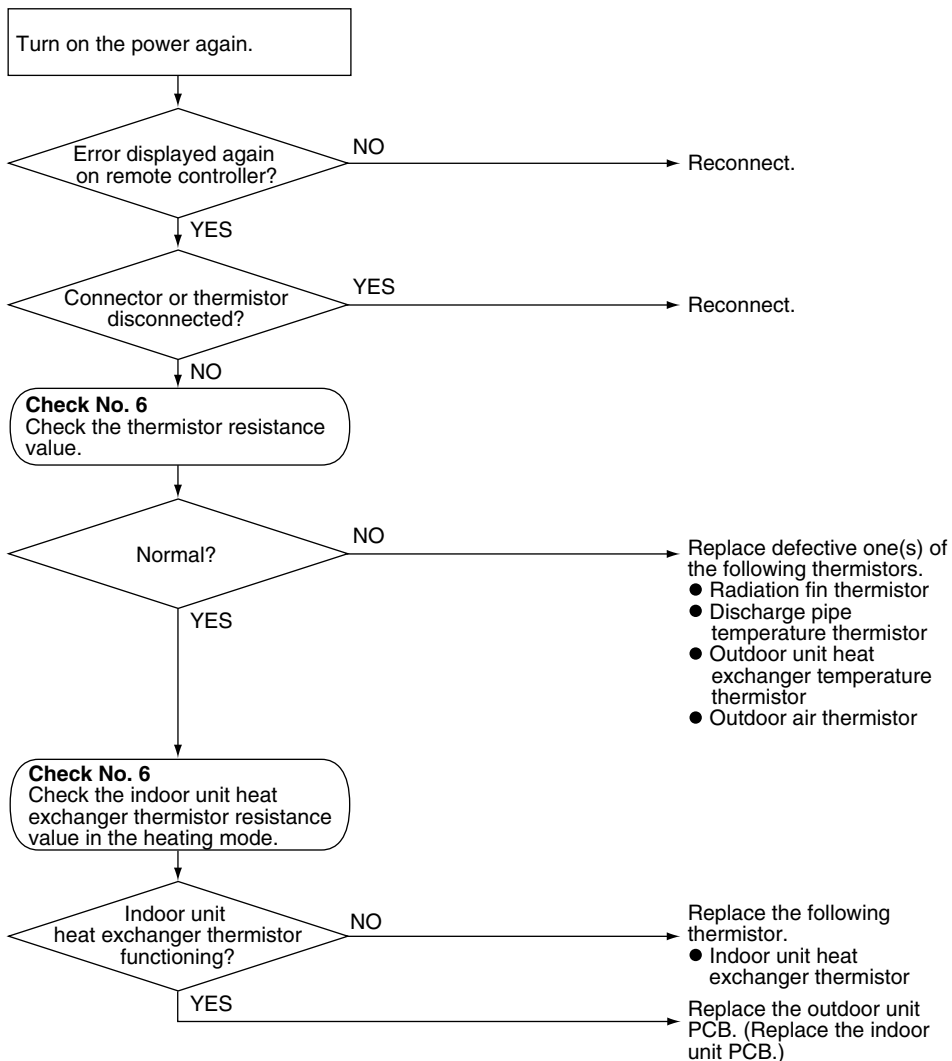 Turn on the power again.
Error displayed again
on remote controller?
NO
Reconnect.
YES
Connector or thermistor
disconnected?
YES
Reconnect.
NO
Check No. 6
Check the thermistor resistance
value.
Normal?
NO
Replace defective one(s) of
the following thermistors.
● Radiation fin thermistor
● Discharge pipe
temperature thermistor
● Outdoor unit heat
exchanger temperature
thermistor
● Outdoor air thermistor
YES
Check No. 6
Check the indoor unit heat
exchanger thermistor resistance
value in the heating mode.
Indoor unit
heat exchanger thermistor
functioning?
NO
Replace the following
thermistor.
● Indoor unit heat
exchanger thermistor
YES
Replace the outdoor unit
PCB. (Replace the indoor
unit PCB.)